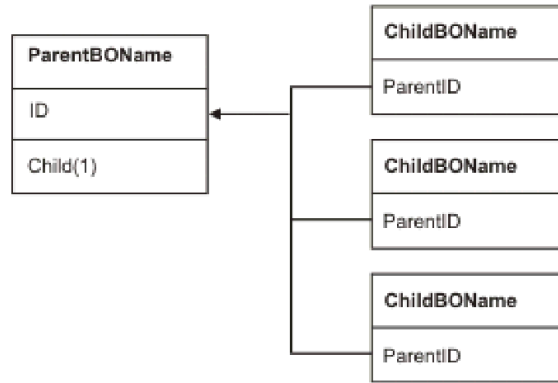 ParentBOName
ID
Child(1)
ChildBOName
ParentID
ChildBOName
ParentID
ChildBOName
ParentID